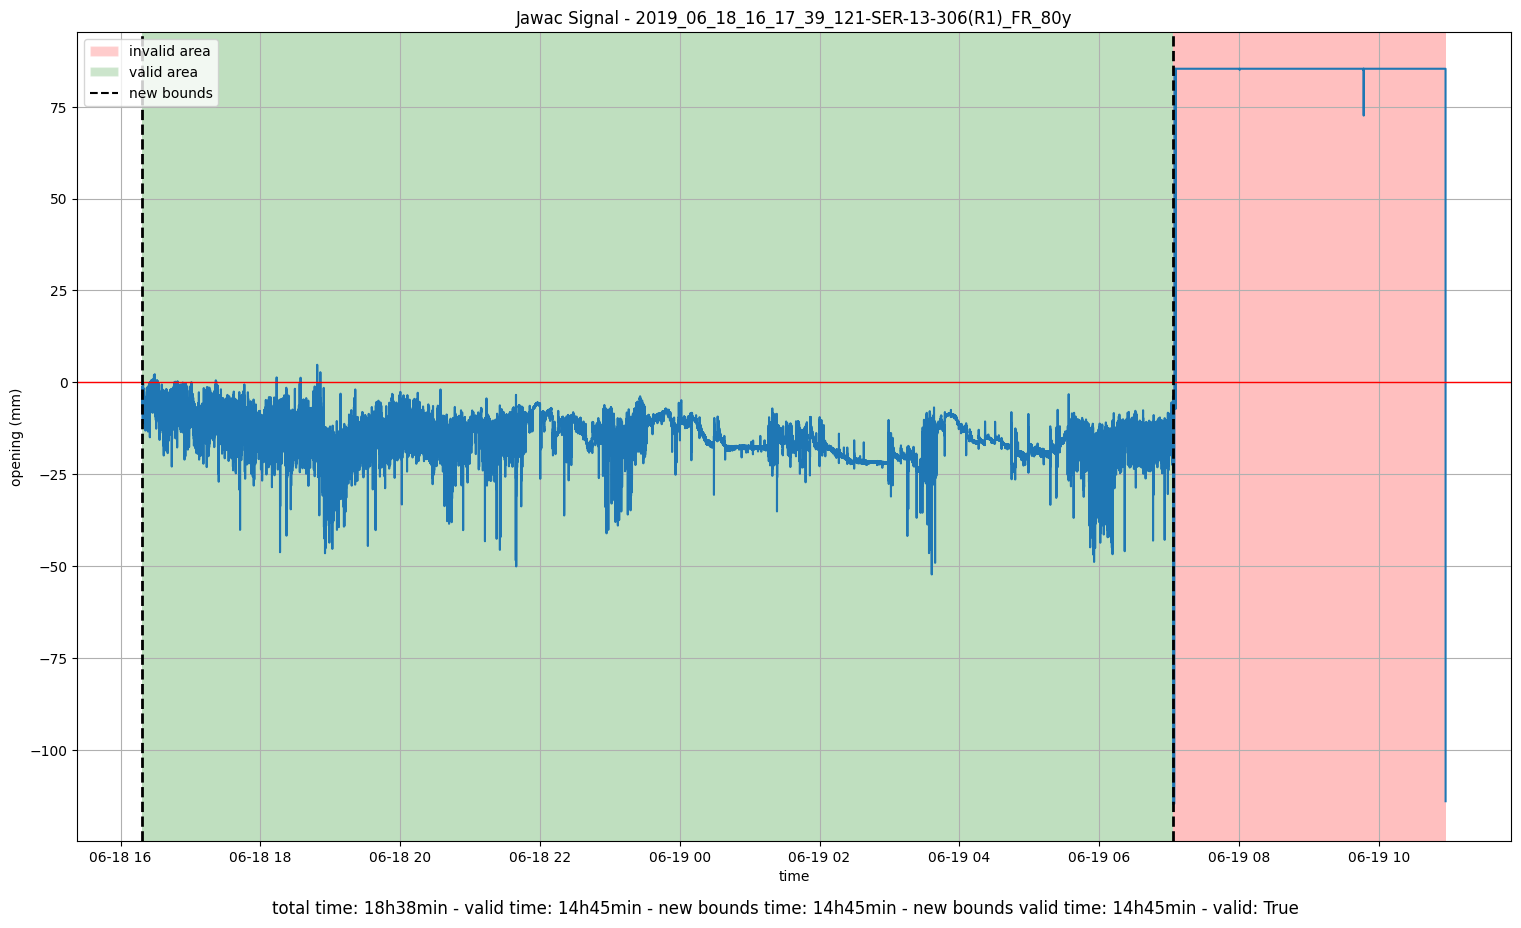 Jawac Signal - 2019_06_18_16_17_39_121-SER-13-306(R1)_FR_80y
invalid area
valid area
new bounds
75
50
25
0
−25
−50
−75
−100
opening (mm)
06-18 16 06-18 18 06-18 20 06-18 22 06-19 00 06-19 02 06-19 04 06-19 06 06-19 08 06-19 10
time
total time: 18h38min - valid time: 14h45min - new bounds time: 14h45min - new bounds valid time: 14h45min - valid: True